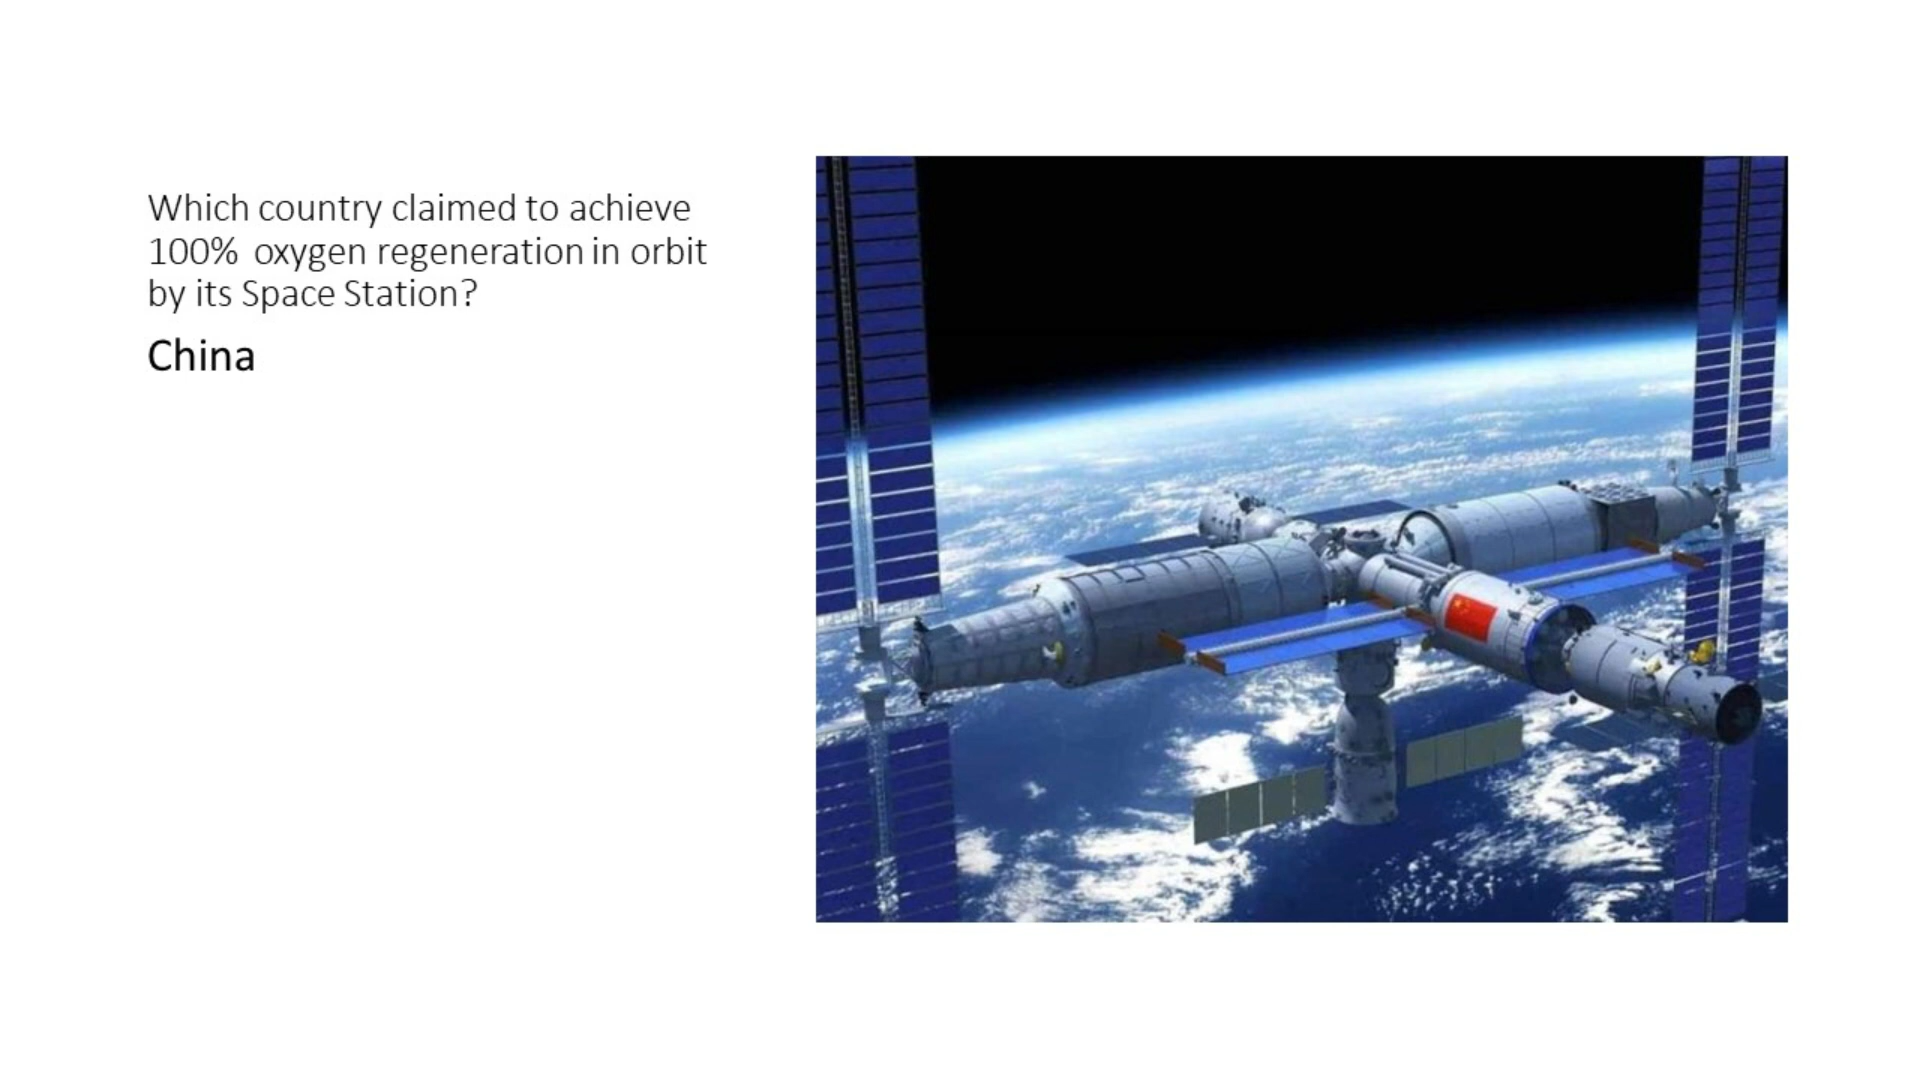 Which country claimed to achieve
100% oxygen regeneration in orbit
by its Space Station?
China